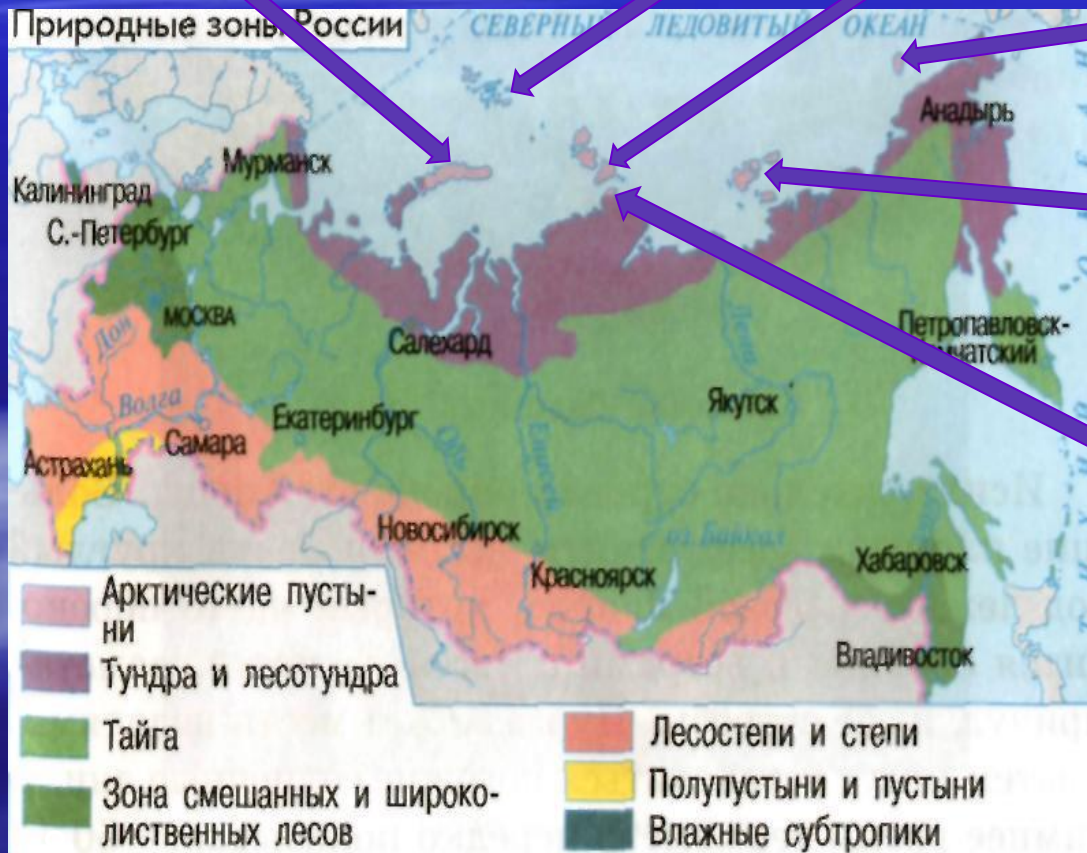 Природные зоны России
СЕВЕРНЫЙ ЛЕДОВИТЫЙ ОКЕАН
Анадырь
Мурманск
Калининград
С.-Петербург
МОСКВА
Дон
Салехард
Петропавловск-
Лена
Якутск
Волга
Екатеринбург
Самара
Обь
Енисей
Астрахань
Новосибирск
оз. Байкал
Хабаровск
Красноярск
Владивосток
Арктические пусты-
ни
Тундра и лесотундра
Тайга
Зона смешанных и широко-
лиственных лесов
Лесостепи и степи
Полупустыни и пустыни
Влажные субтропики